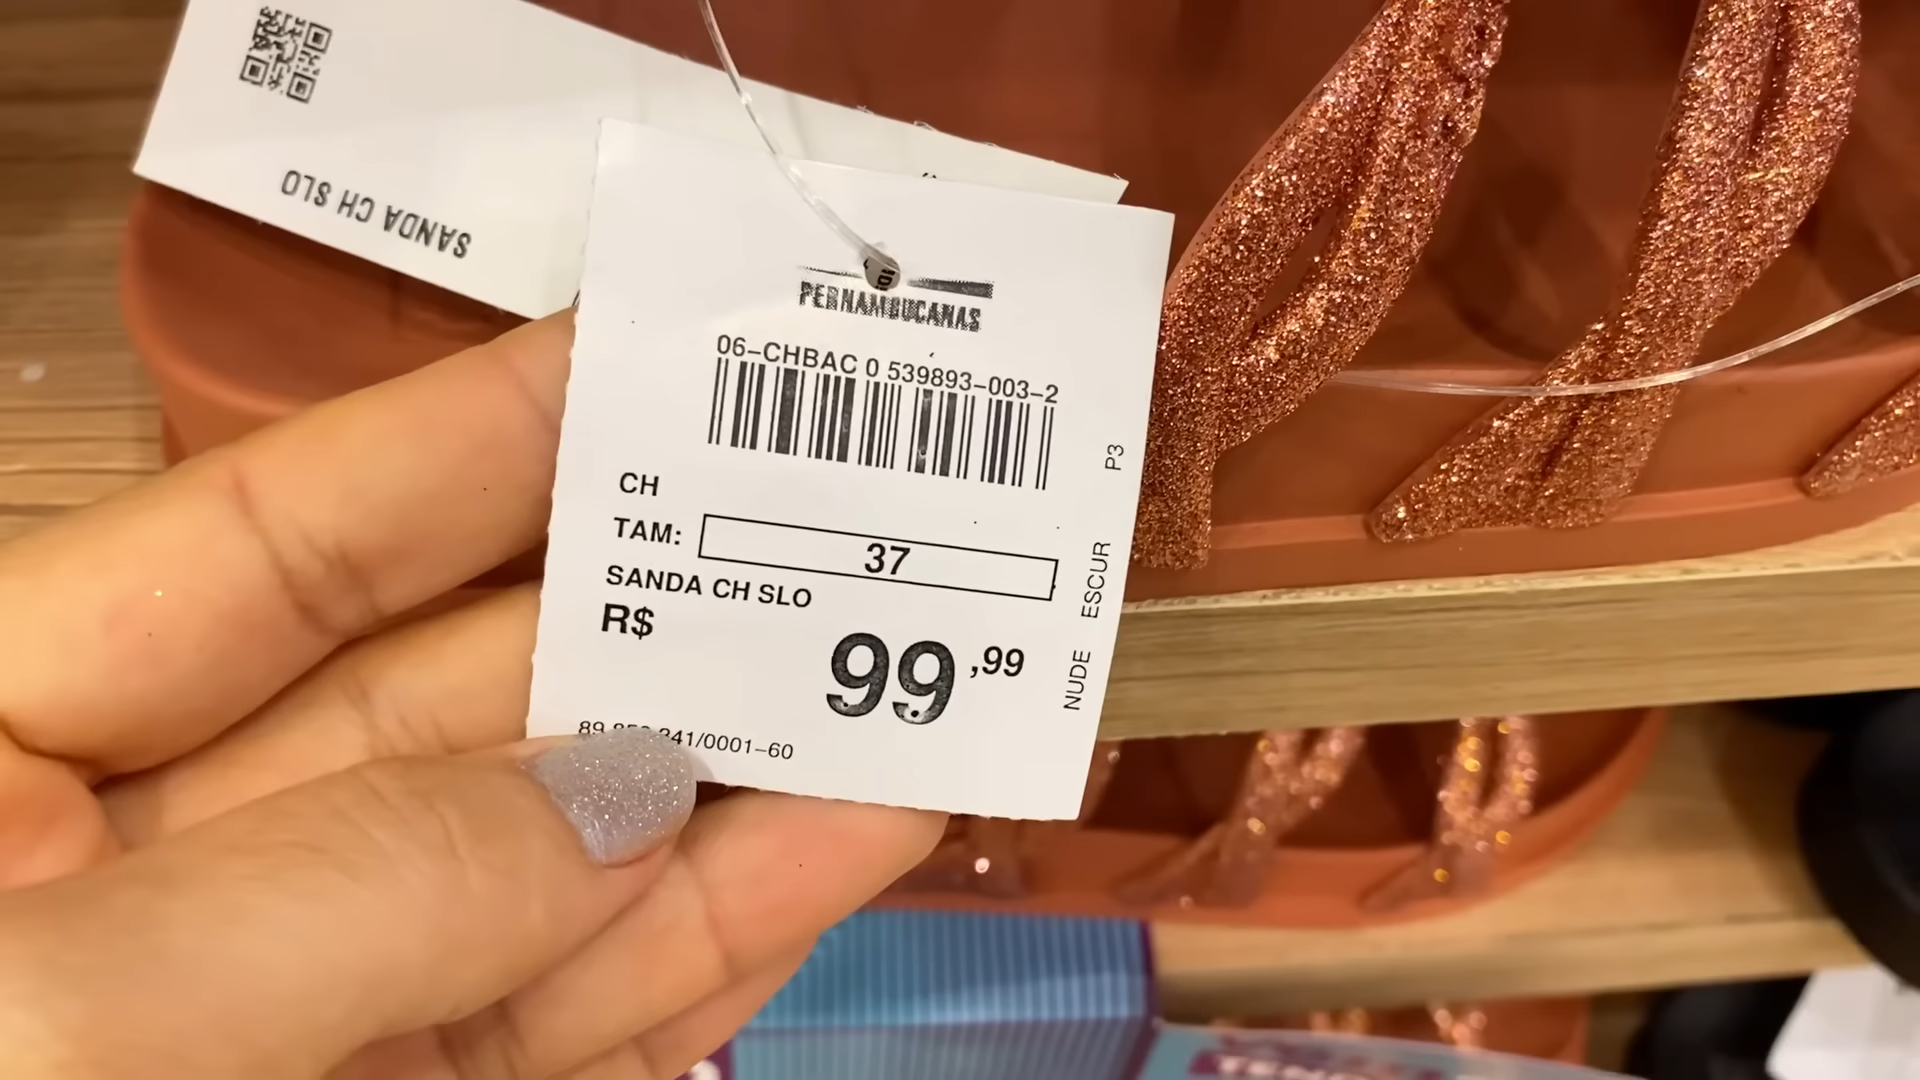 SANDA CH SLO
PERNAMBUCANAS
06-CHBAC 0 539893-003-2
CH
TAM: 37
SANDA CH SLO
R$ 99,99
341/0001-60
NUDE ESCUR P3